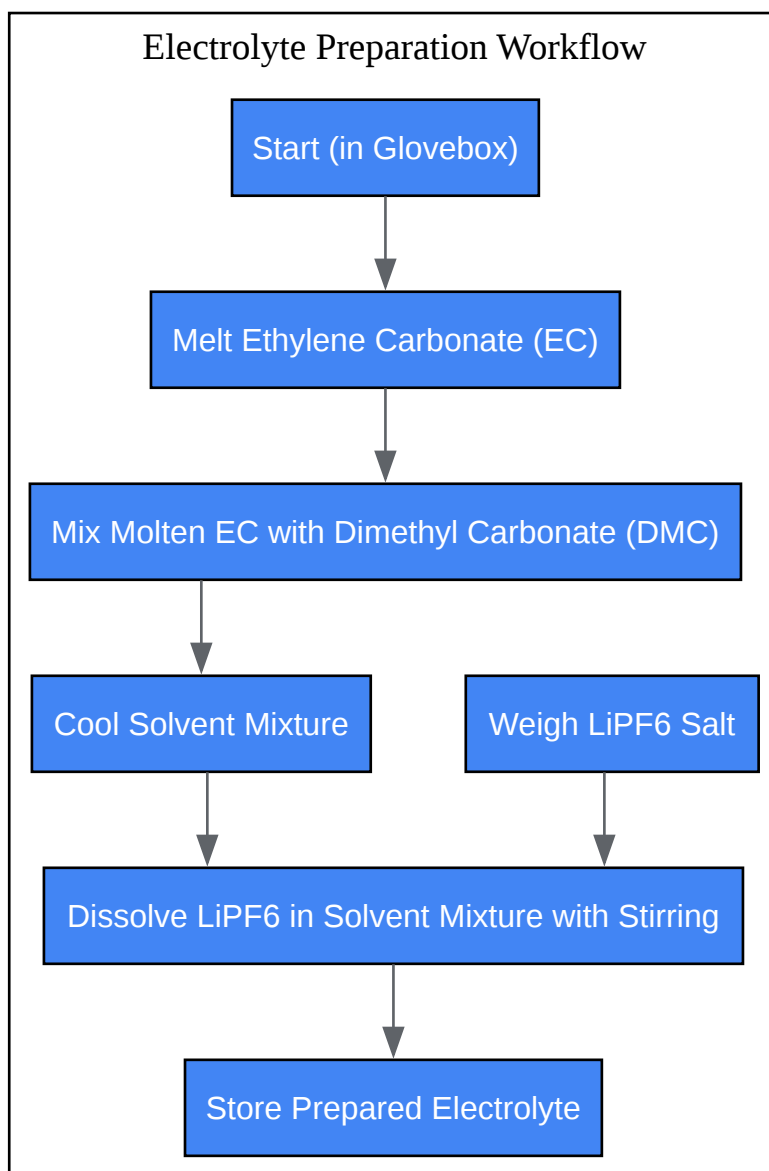 Electrolyte Preparation Workflow
Start (in Glovebox)
Melt Ethylene Carbonate (EC)
Mix Molten EC with Dimethyl Carbonate (DMC)
Cool Solvent Mixture
Weigh LiPF6 Salt
Dissolve LiPF6 in Solvent Mixture with Stirring
Store Prepared Electrolyte